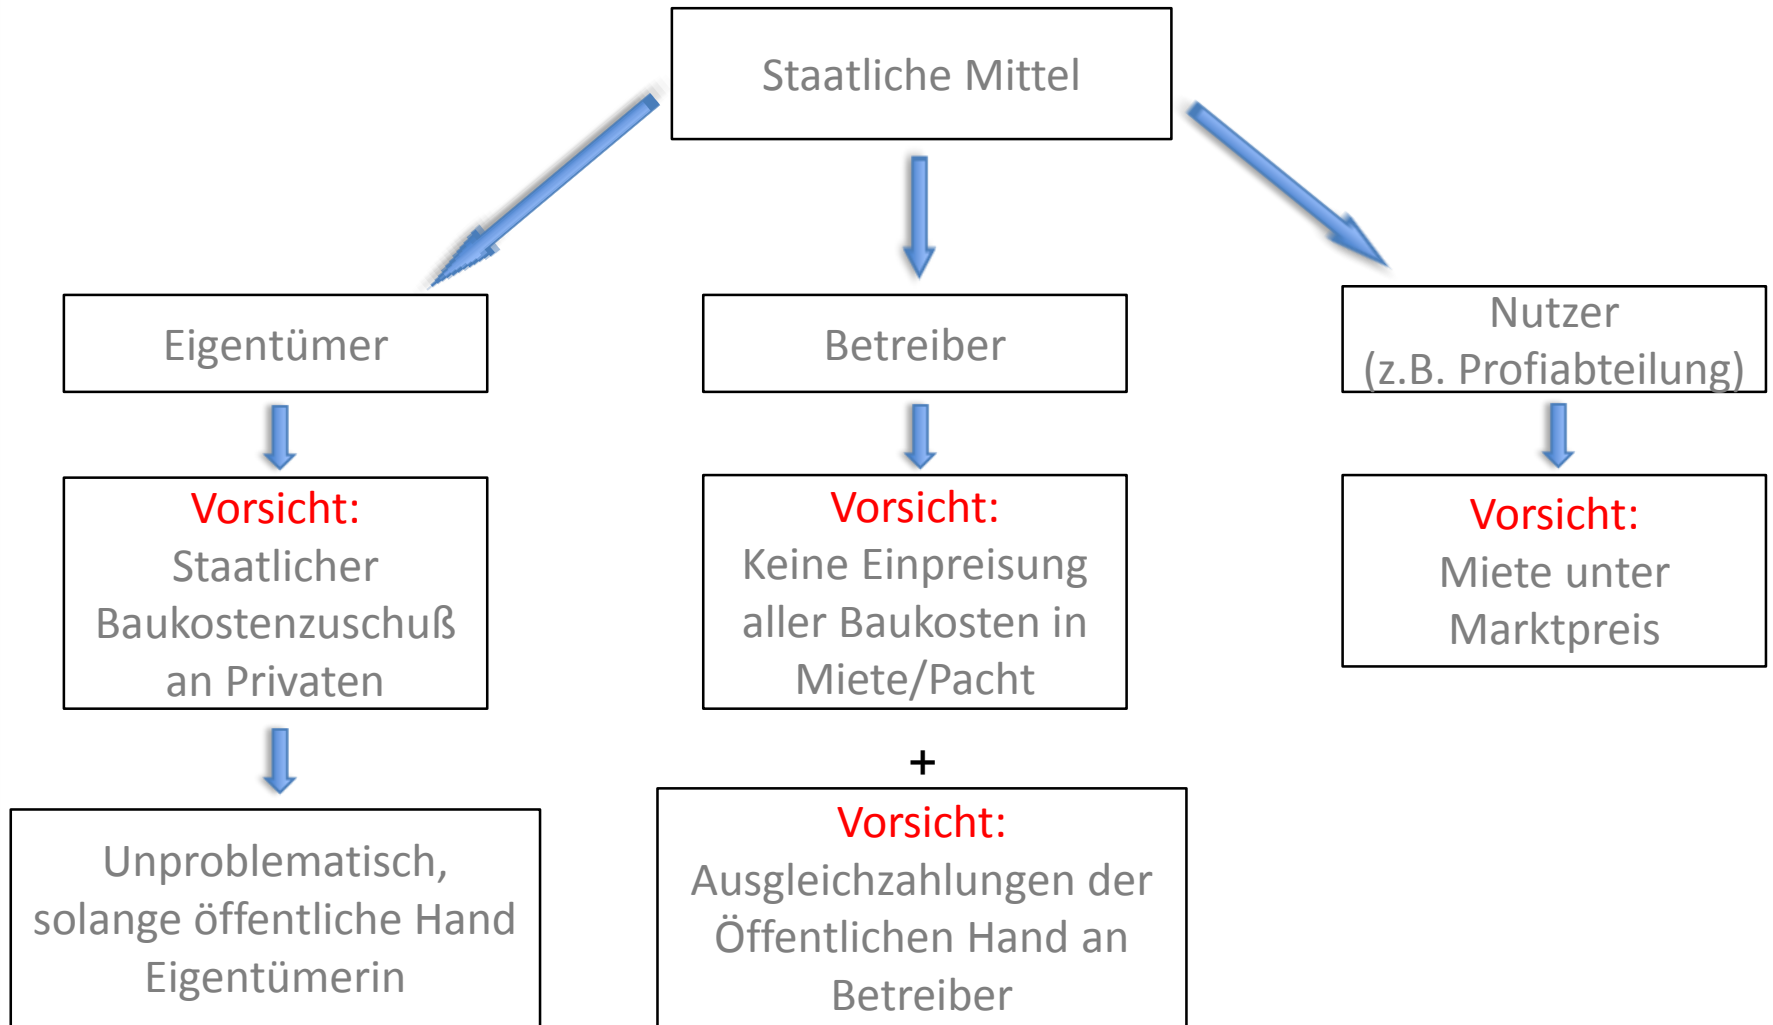 Staatliche Mittel
Eigentümer
Betreiber
Nutzer
(z.B. Profiabteilung)
Vorsicht:
Staatlicher
Baukostenzuschuß
an Privaten
Vorsicht:
Keine Einpreisung
aller Baukosten in
Miete/Pacht
Vorsicht:
Miete unter
Marktpreis
+
Unproblematisch,
solange öffentliche Hand
Eigentümerin
Vorsicht:
Ausgleichzahlungen der
Öffentlichen Hand an
Betreiber